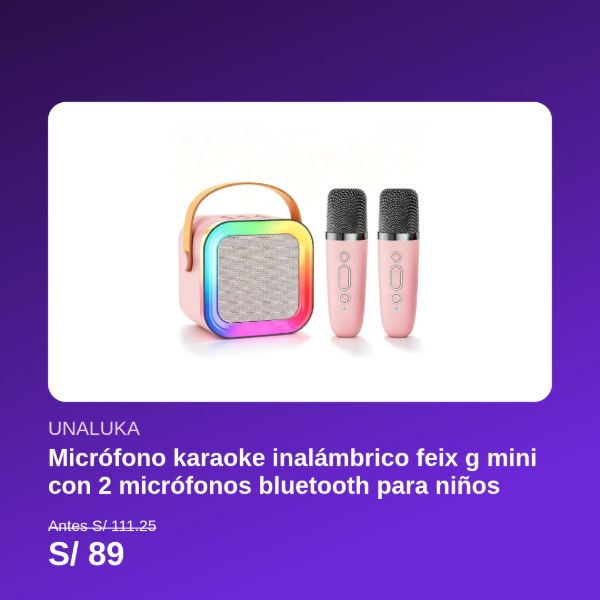 UNALUKA
Micrófono karaoke inalámbrico feix g mini
con 2 micrófonos bluetooth para niños
Antes S/ 111.25
S/ 89